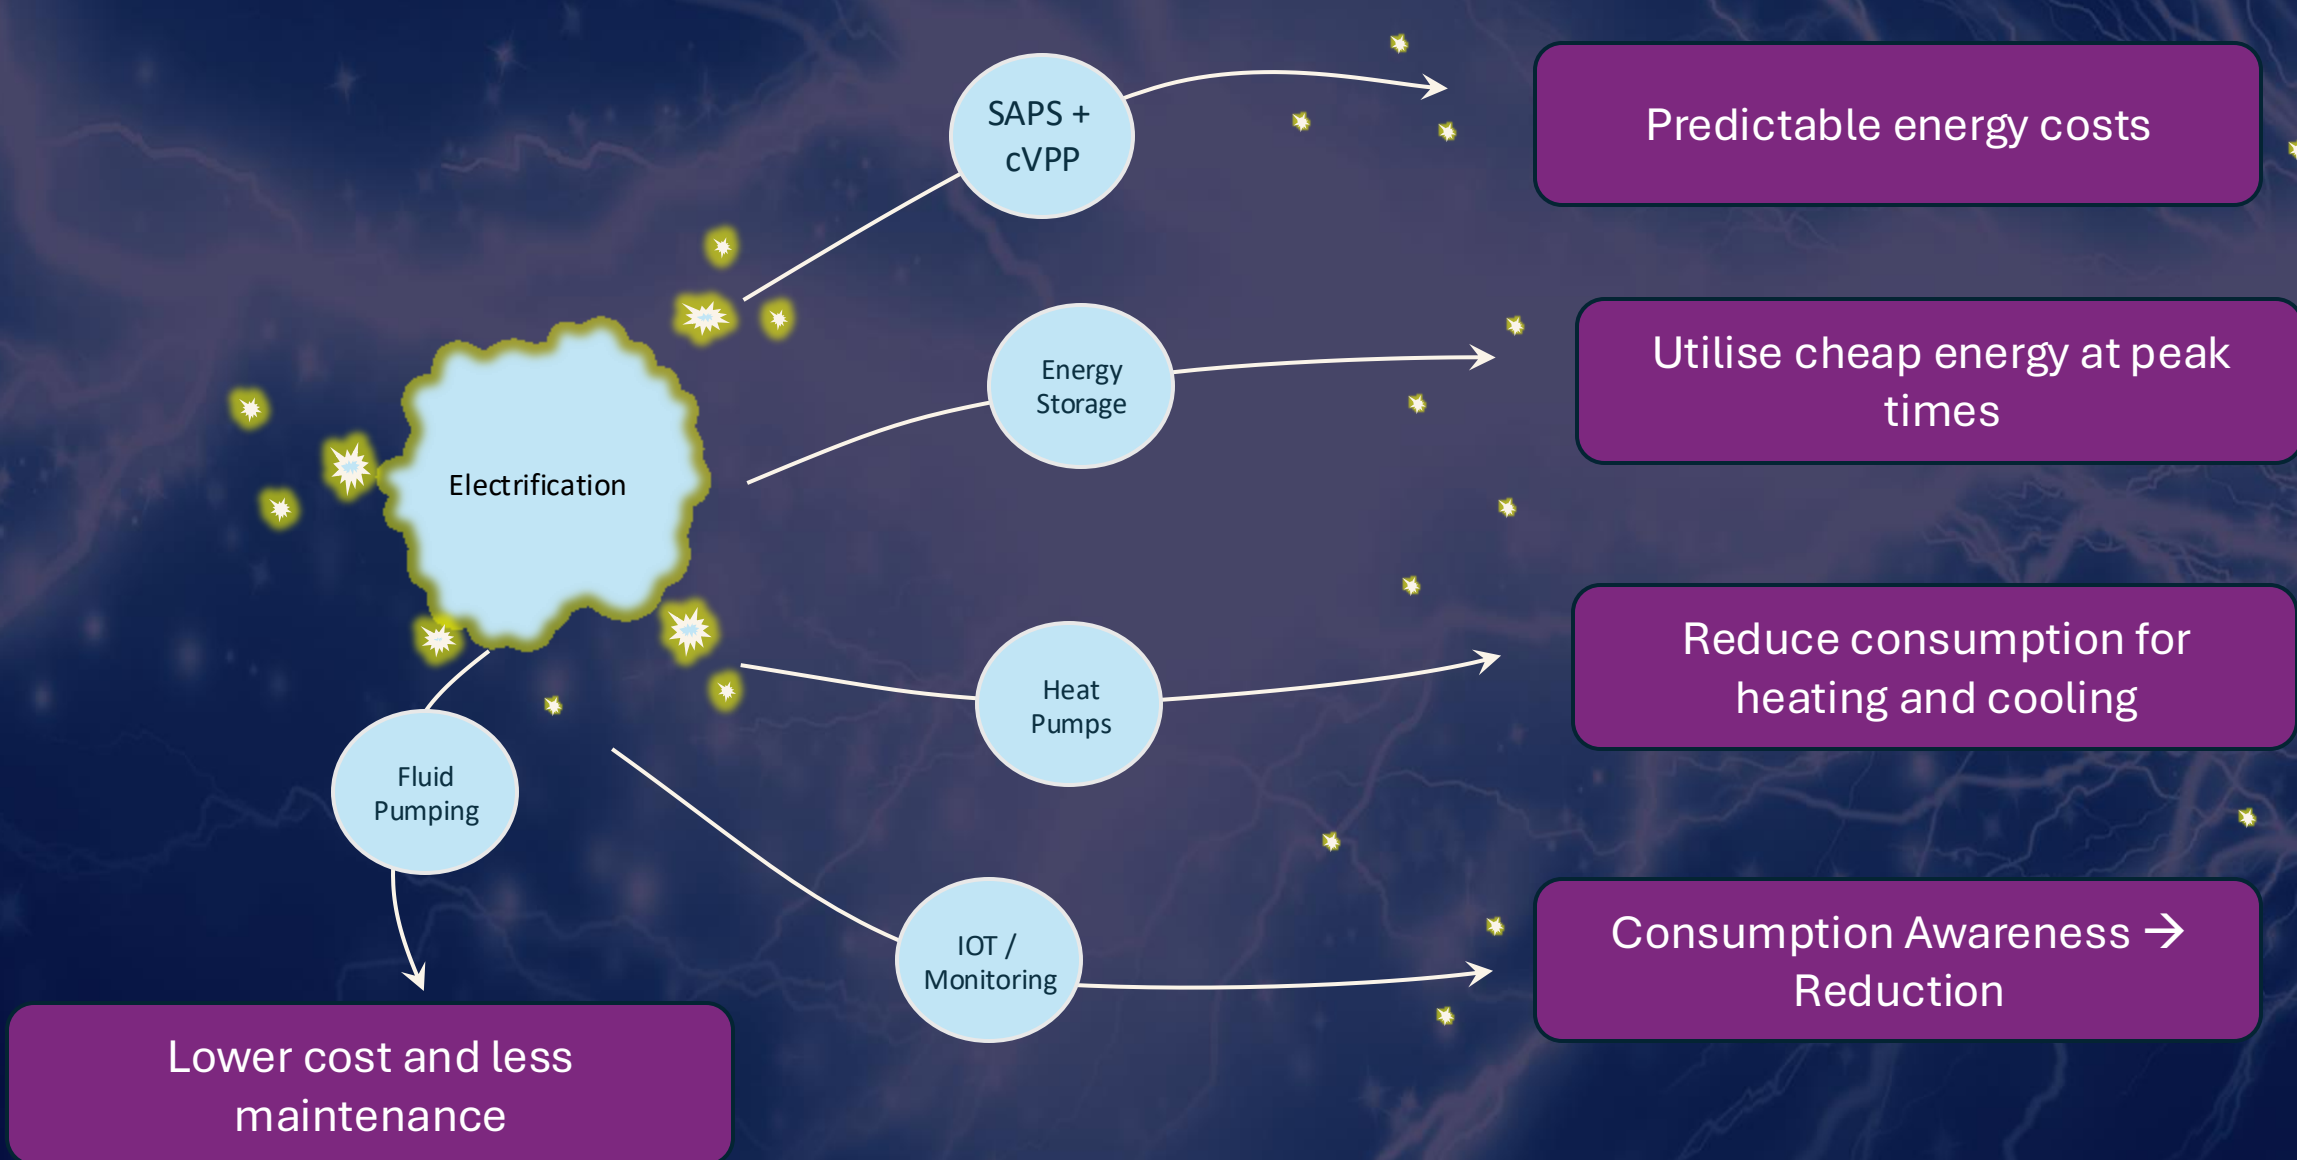 SAPS +
cVPP
Predictable energy costs
Energy
Storage
Utilise cheap energy at peak
times
Electrification
Heat
Pumps
Reduce consumption for
heating and cooling
Fluid
Pumping
IOT /
Monitoring
Consumption Awareness →
Reduction
Lower cost and less
maintenance